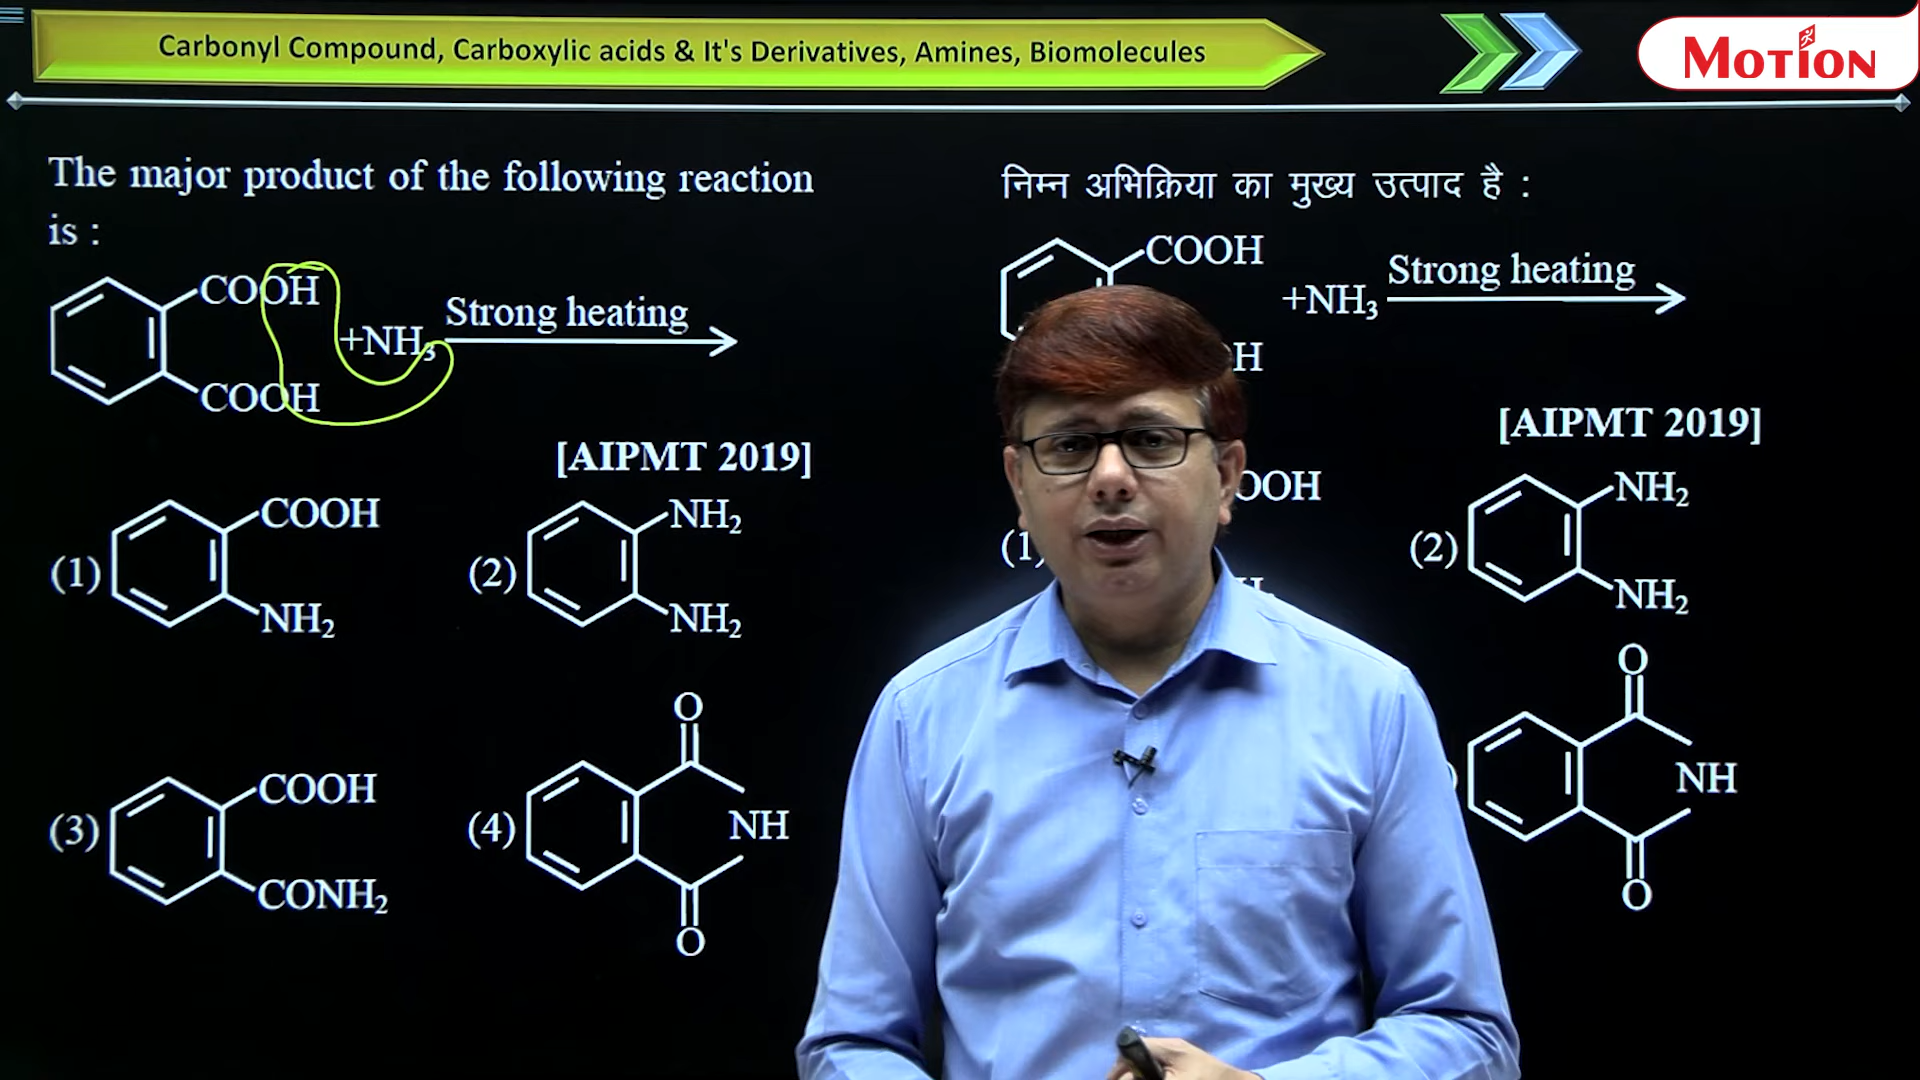 Carbonyl Compound, Carboxylic acids & It's Derivatives, Amines, Biomolecules
MOTION
The major product of the following reaction
is :
COOH
+NH₃
Strong heating
COOH
[AIPMT 2019]
(1)
COOH
NH₂
(2)
NH₂
NH₂
(3)
COOH
CONH₂
(4)
O
NH
O
निम्न अभिक्रिया का मुख्य उत्पाद है :
COOH
+NH₃
Strong heating
H
[AIPMT 2019]
(1)
OOH
(2)
NH₂
NH₂
O
NH
O